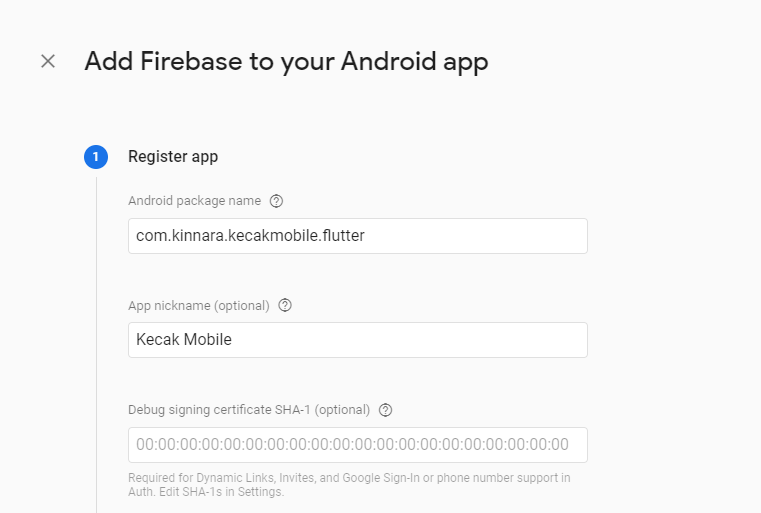 Add Firebase to your Android app
1 Register app
Android package name
com.kinnara.kecakmobile.flutter
App nickname (optional)
Kecak Mobile
Debug signing certificate SHA-1 (optional)
00:00:00:00:00:00:00:00:00:00:00:00:00:00:00:00:00:00:00:00
Required for Dynamic Links, Invites, and Google Sign-In or phone number support in
Auth. Edit SHA-1s in Settings.